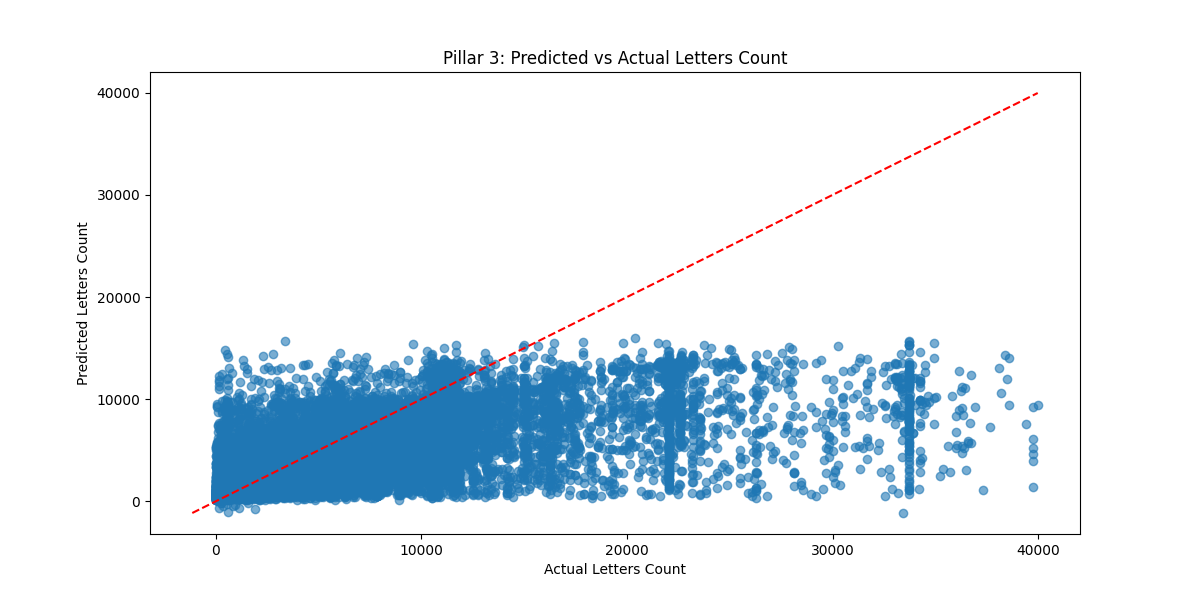 Pillar 3: Predicted vs Actual Letters Count
40000
30000
20000
10000
0
Predicted Letters Count
0 10000 20000 30000 40000
Actual Letters Count